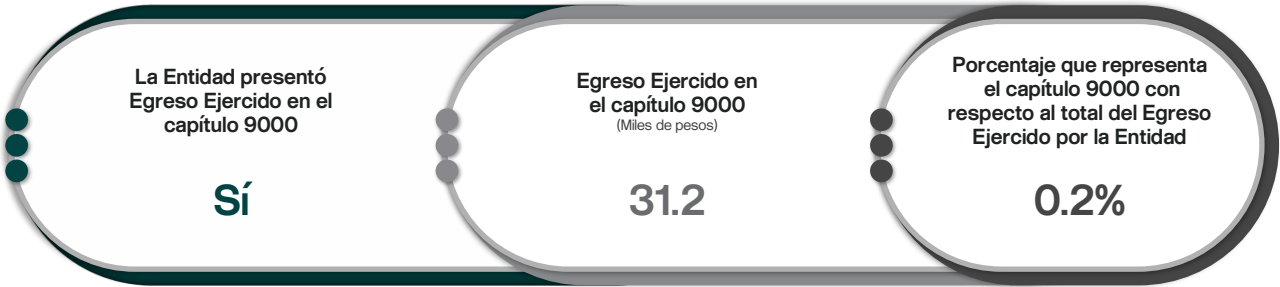 La Entidad presentó
Egreso Ejercido en el
capítulo 9000
Sí
Egreso Ejercido en
el capítulo 9000
(Miles de pesos)
31.2
Porcentaje que representa
el capítulo 9000 con
respecto al total del Egreso
Ejercido por la Entidad
0.2%